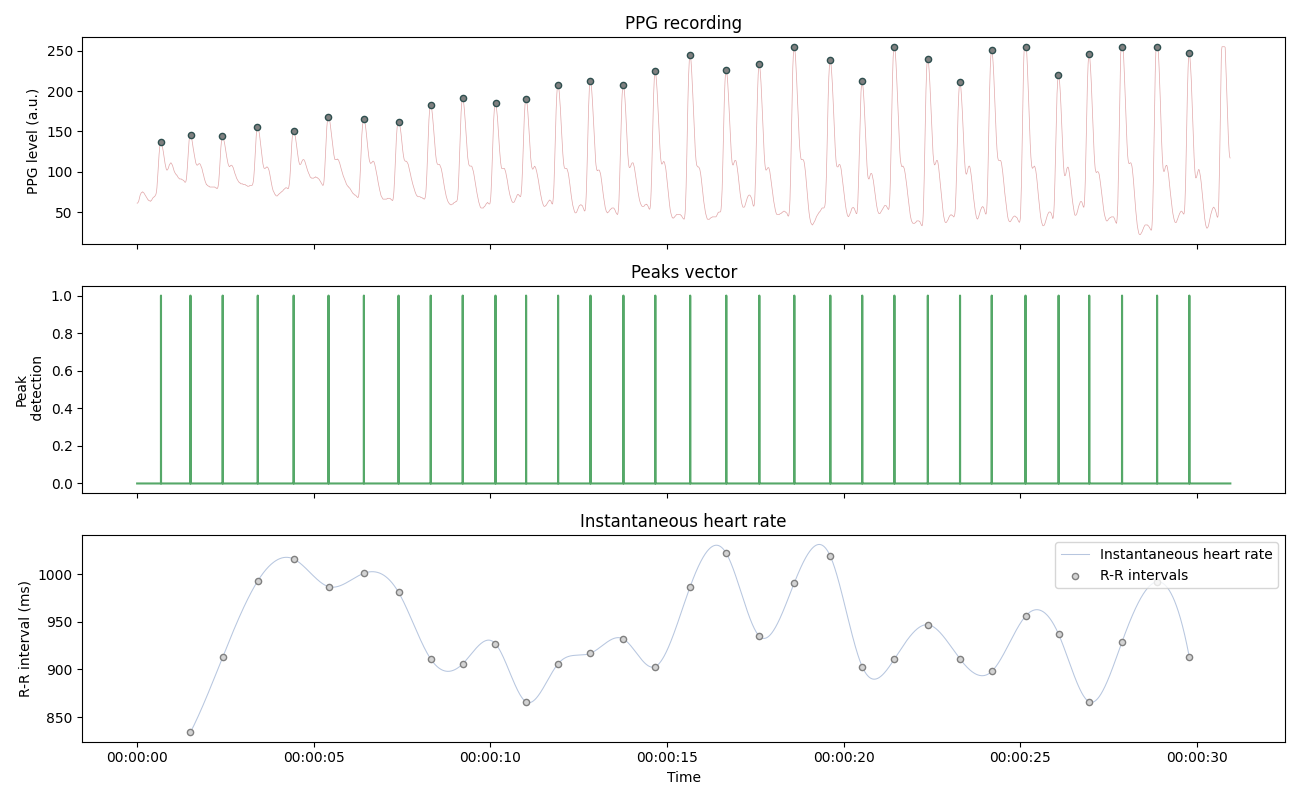 PPG recording
PPG level (a.u.)
250
200
150
100
50
Peaks vector
Peak
detection
1.0
0.8
0.6
0.4
0.2
0.0
Instantaneous heart rate
R-R interval (ms)
1000
950
900
850
Instantaneous heart rate
R-R intervals
00:00:00 00:00:05 00:00:10 00:00:15 00:00:20 00:00:25 00:00:30
Time